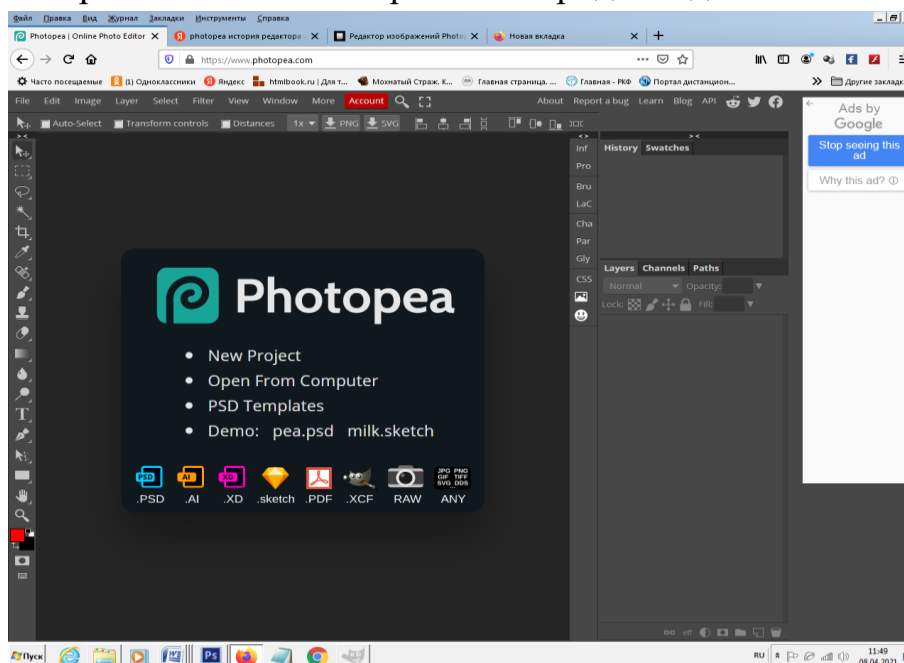 Файл Правка Вид Журнал Закладки Инструменты Справка
Photopea | Online Photo Editor photopea история редактора – Редактор изображений Photo Новая вкладка
https://www.photopea.com
Часто посещаемые (1) Одноклассники Яндекс htmlbook.ru | Для т... Мохнатый Страж. К... Главная страница. ... Главная - РКФ Портал дистанцион... Другие заклад
File Edit Image Layer Select Filter View Window More Account About Report a bug Learn Blog API
Auto-Select Transform controls Distances 1x PNG SVG
Ads by
Google
Stop seeing this
ad
Why this ad?
Inf
Pro
Bru
LaC
Cha
Par
Gly
CSS
History Swatches
Layers Channels Paths
Normal Opacity:
Lock: Fill:
Photopea
• New Project
• Open From Computer
• PSD Templates
• Demo: pea.psd milk.sketch
PSD AI XD JPG PNG
GIF TIFF
SVG DDS
.PSD .AI .XD .sketch .PDF .XCF RAW ANY
eff
Пуск Ps RU 11:49
08.04.2021